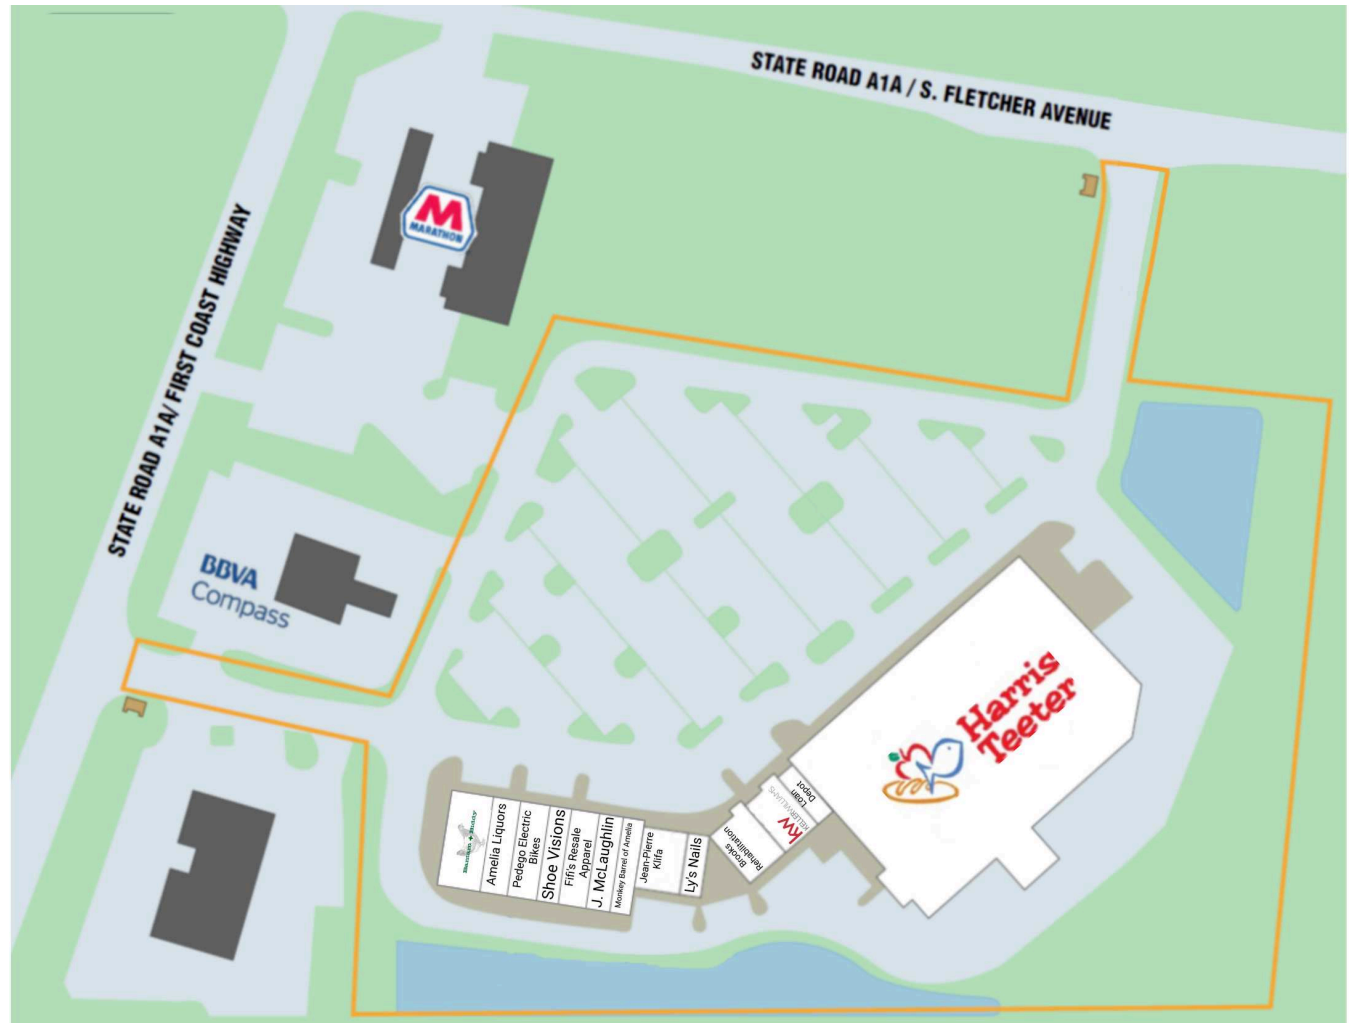 STATE ROAD A1A / S. FLETCHER AVENUE
STATE ROAD A1A/ FIRST COAST HIGHWAY
M
MARATHON
BBVA
Compass
Harris
Teeter
Loan
Depot
KELLERWILLIAMS
kw
Brooks
Rehabilitation
Amelia Liquors
Pedego Electric
Bikes
Shoe Visions
Fifi's Resale
Apparel
J. McLaughlin
Monkey Barrel of Amelia
Jean-Pierre
Klifa
Ly's Nails